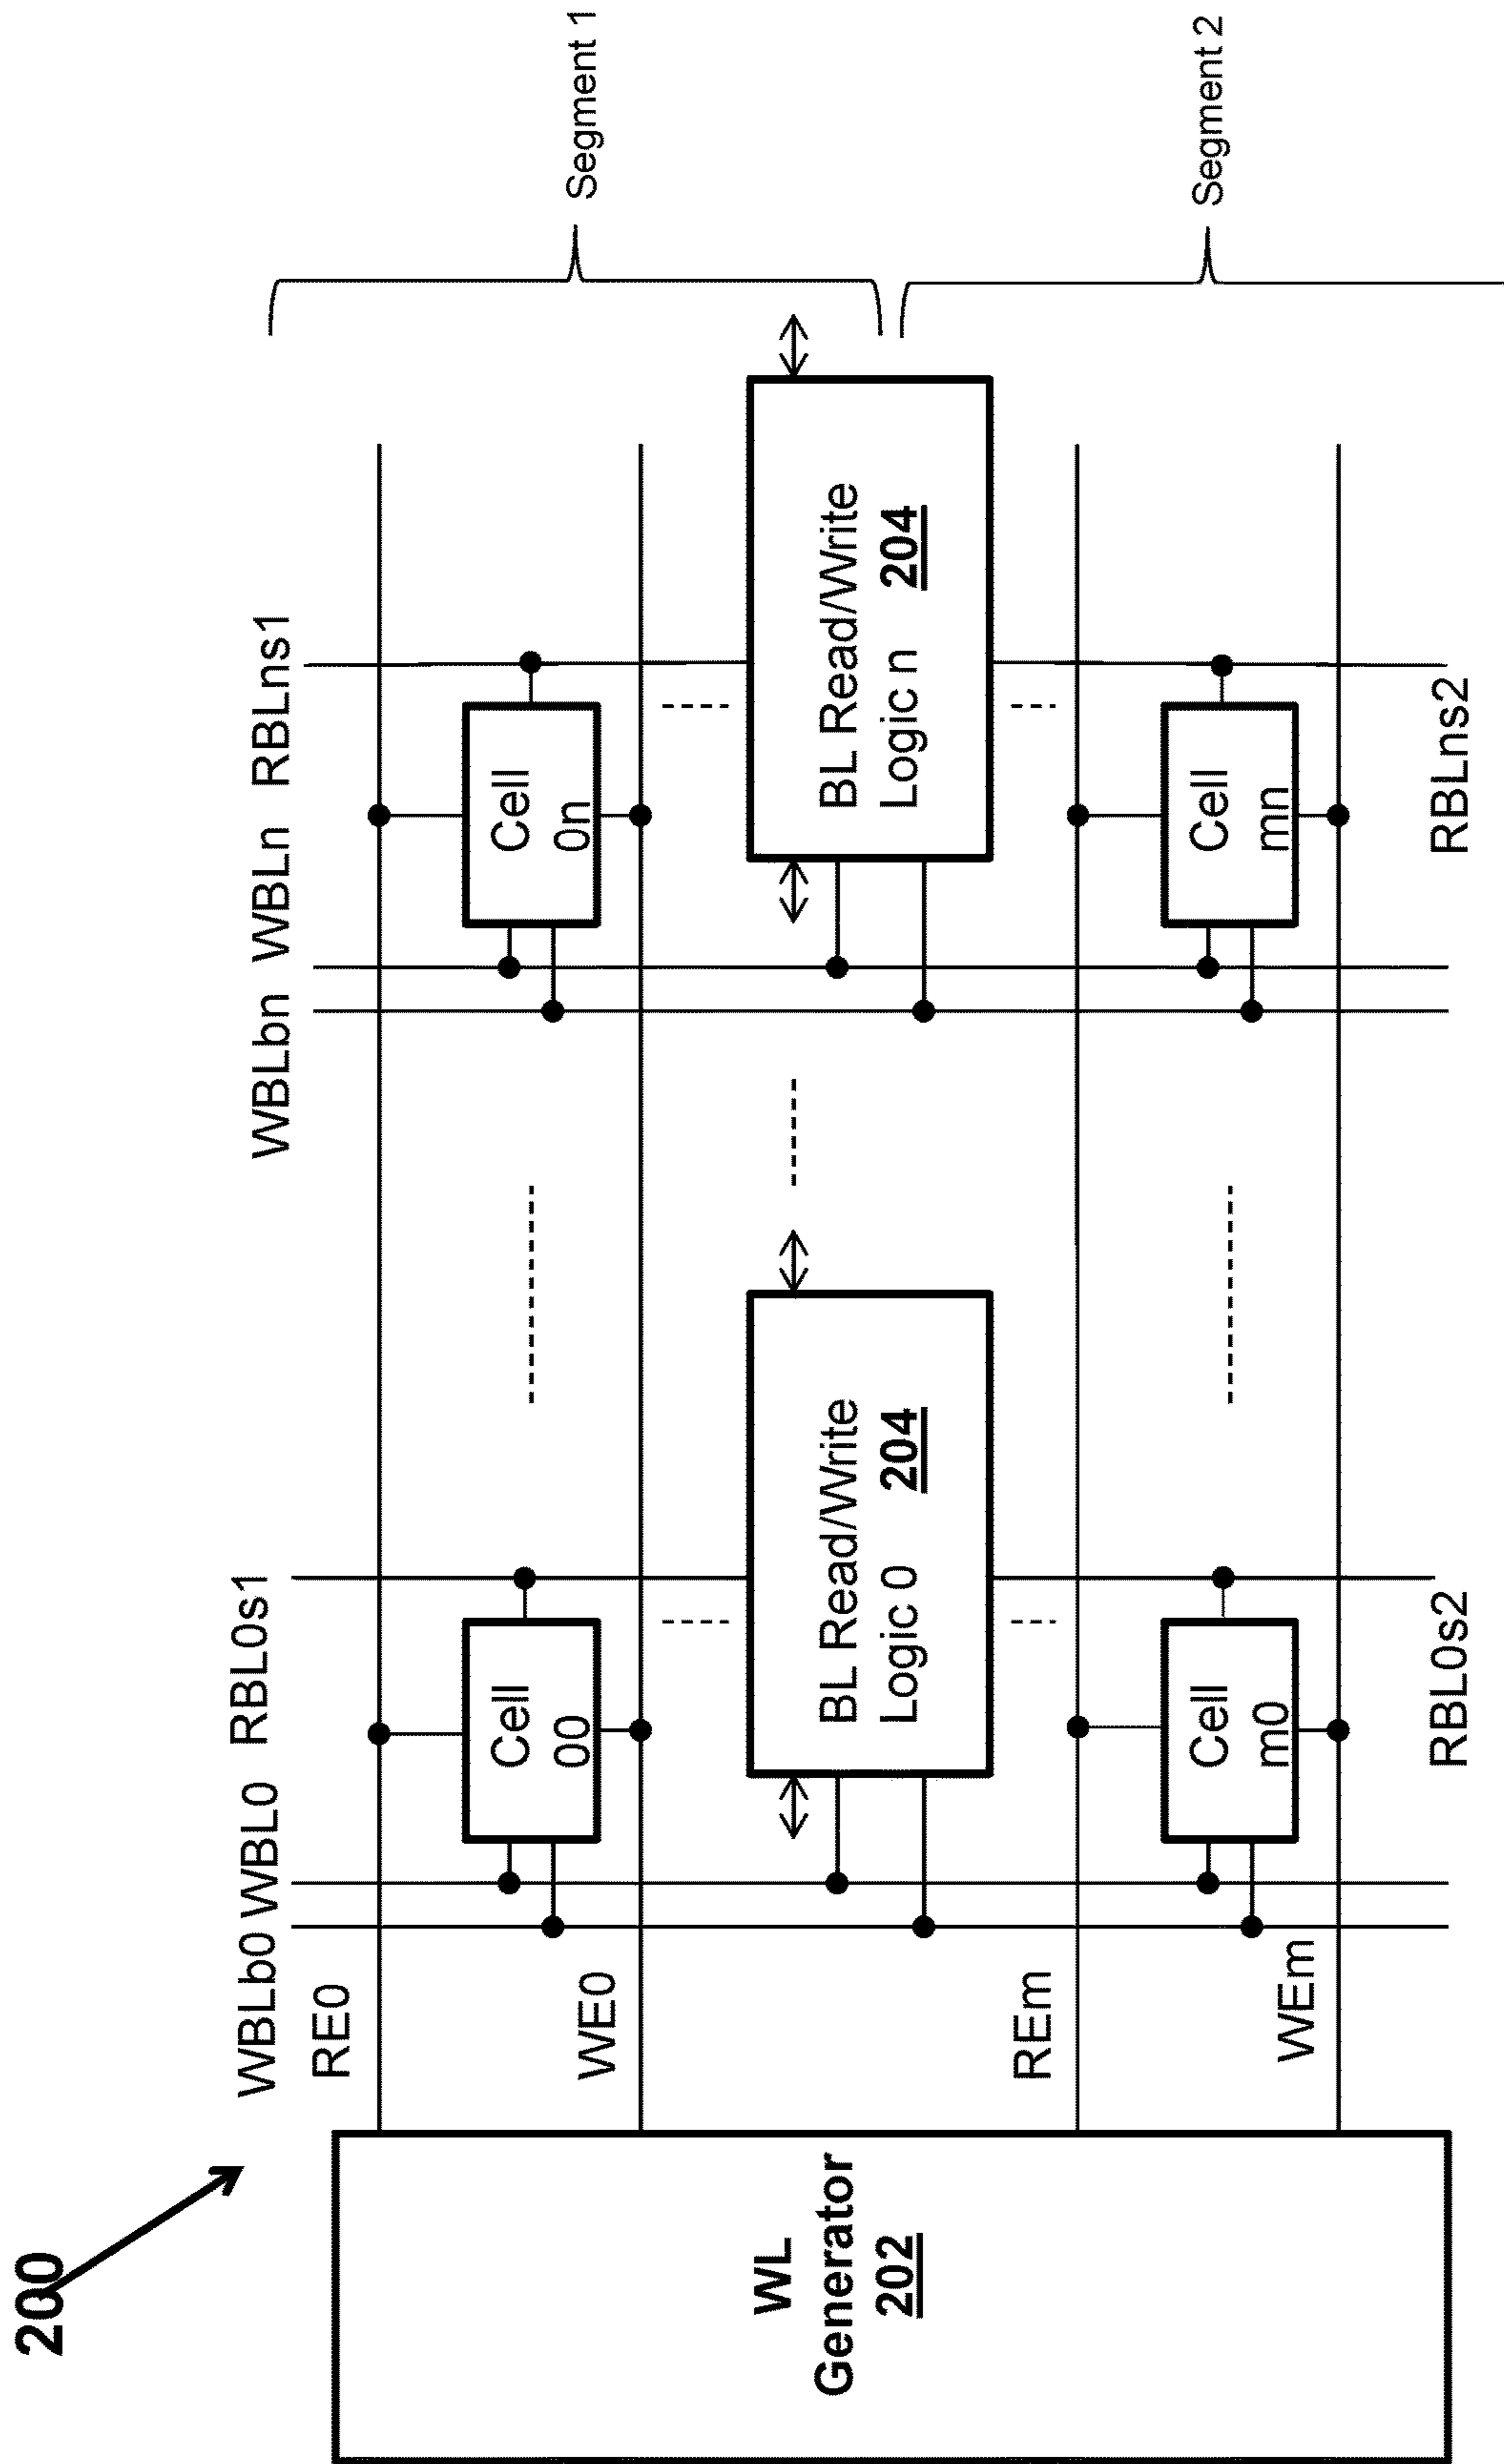 200
WBLb0 WBL0 RBL0s1
WBLbn WBLn RBLns1
RE0
Segment 1
Cell
00
Cell
0n
WE0
WL
Generator
202
BL Read/Write
Logic 0 204
BL Read/Write
Logic n 204
REm
Segment 2
Cell
m0
Cell
mn
WEm
RBL0s2
RBLns2